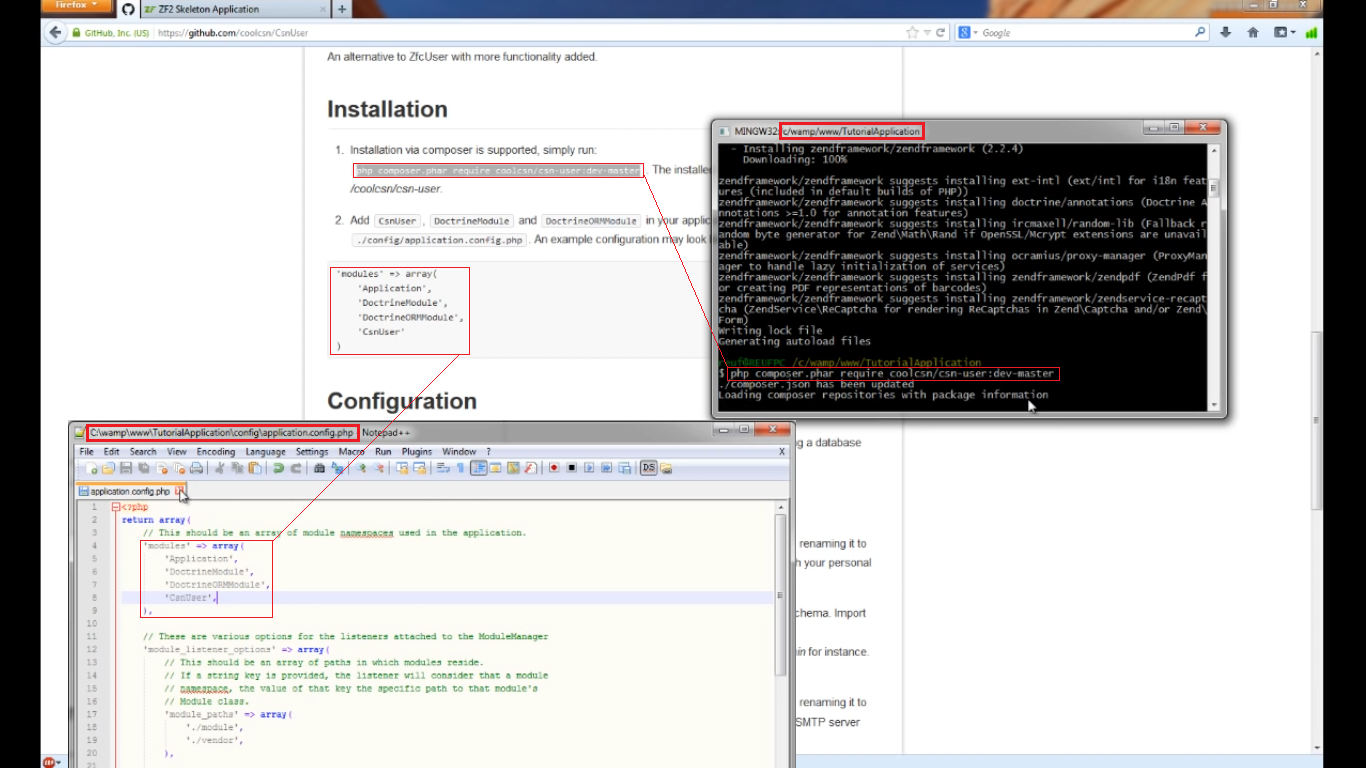 Firefox
ZF2 Skeleton Application
GitHub, Inc. (US)
https://github.com/coolcsn/CsnUser
Google
An alternative to ZfcUser with more functionality added.
Installation
1. Installation via composer is supported, simply run:
php composer.phar require coolcsn/csn-user:dev-master . The installed
/coolcsn/csn-user.
2. Add CsnUser , DoctrineModule and DoctrineORMModule in your applic
./config/application.config.php . An example configuration may look
'modules' => array(
'Application',
'DoctrineModule',
'DoctrineORMModule',
'CsnUser'
)
Configuration
MINGW32:/c/wamp/www/TutorialApplication
- Installing zendframework/zendframework (2.2.4)
Downloading: 100%
zendframework/zendframework suggests installing ext-intl (ext/intl for i18n feat
ures (included in default builds of PHP))
zendframework/zendframework suggests installing doctrine/annotations (Doctrine A
nnotations >=1.0 for annotation features)
zendframework/zendframework suggests installing ircmaxell/random-lib (Fallback r
andom byte generator for Zend\Math\Rand if OpenSSL/Mcrypt extensions are unavail
able)
zendframework/zendframework suggests installing ocramius/proxy-manager (ProxyMan
ager to handle lazy initialization of services)
zendframework/zendframework suggests installing zendframework/zendpdf (ZendPdf f
or creating PDF representations of barcodes)
zendframework/zendframework suggests installing zendframework/zendservice-recapt
cha (ZendService\ReCaptcha for rendering ReCaptchas in Zend\Captcha and/or Zend\
Form)
Writing lock file
Generating autoload files
/c/wamp/www/TutorialApplication
$ php composer.phar require coolcsn/csn-user:dev-master
./composer.json has been updated
Loading composer repositories with package information
C:\wamp\www\TutorialApplication\config\application.config.php - Notepad++
File Edit Search View Encoding Language Settings Macro Run Plugins Window ? X
application.config.php
1 <?php
2 return array(
3 // This should be an array of module namespaces used in the application.
4 'modules' => array(
5 'Application',
6 'DoctrineModule',
7 'DoctrineORMModule',
8 'CsnUser',
9 ),
10
11 // These are various options for the listeners attached to the ModuleManager
12 'module_listener_options' => array(
13 // This should be an array of paths in which modules reside.
14 // If a string key is provided, the listener will consider that a module
15 // namespace, the value of that key the specific path to that module's
16 // Module class.
17 'module_paths' => array(
18 './module',
19 './vendor',
20 ),
21
g a database
renaming it to
h your personal
chema. Import
in for instance.
renaming it to
SMTP server